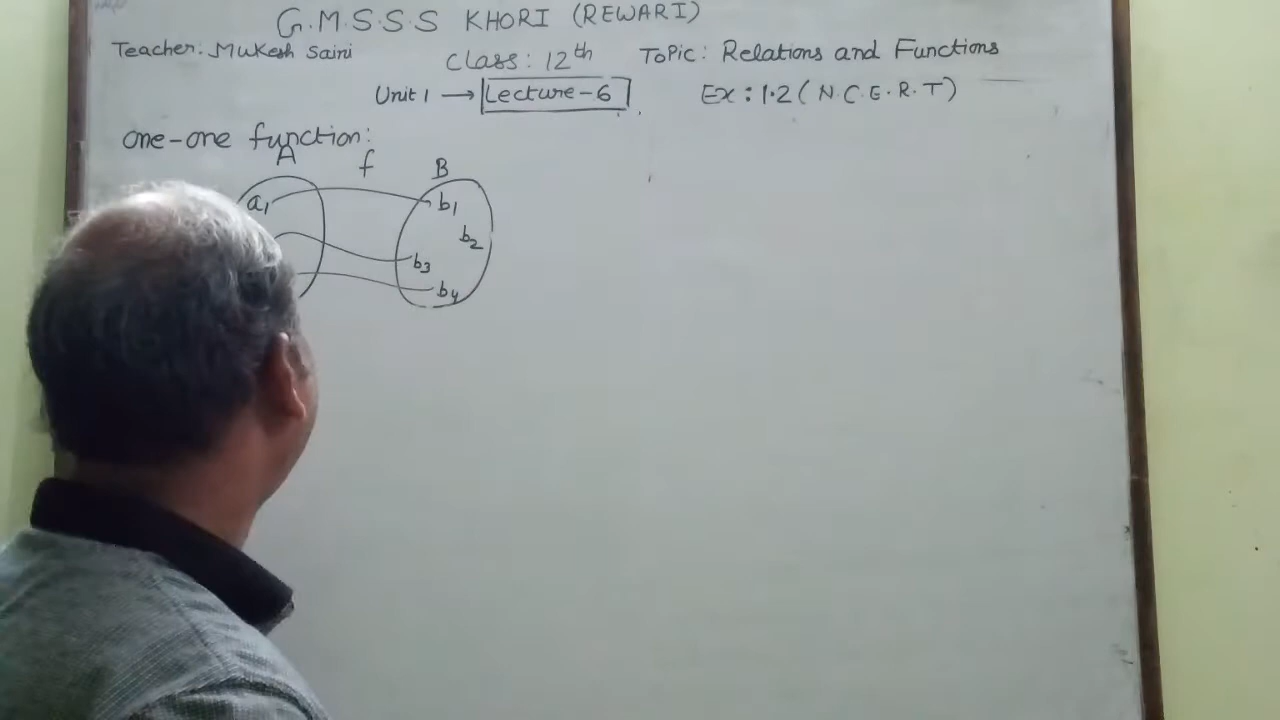 G.M.S.S.S KHORI (REWARI)
Teacher: Mukesh Saini Class: 12th Topic: Relations and Functions
Unit 1 → Lecture-6 Ex: 1.2 (N.C.E.R.T)
one-one function:
A f B
a1 b1
b2
b3
b4